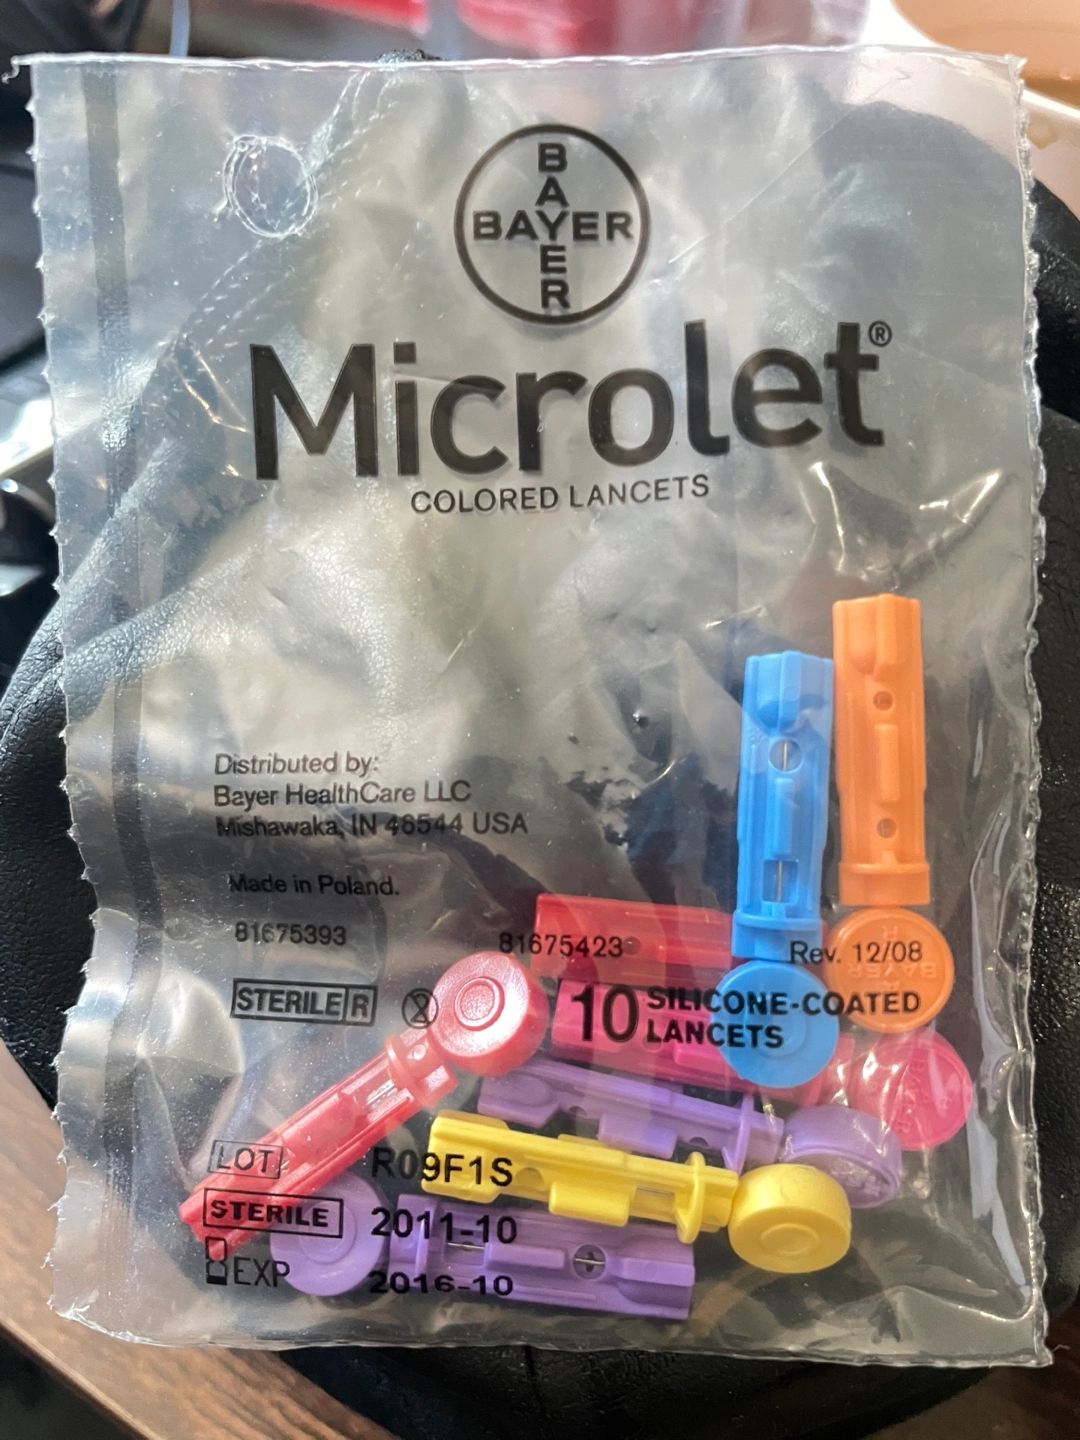 BAYER
BAYER
Microlet®
COLORED LANCETS
Distributed by:
Bayer HealthCare LLC
Mishawaka, IN 46544 USA
Made in Poland.
81675393
81675423
Rev. 12/08
STERILE R
10 SILICONE-COATED
LANCETS
LOT R09F1S
STERILE 2011-10
EXP 2016-10
BAYER